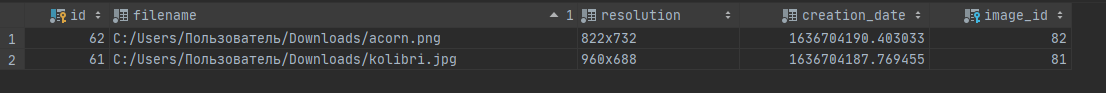 id filename 1 resolution creation_date image_id
1 62 C:/Users/Пользователь/Downloads/acorn.png 822x732 1636704190.403033 82
2 61 C:/Users/Пользователь/Downloads/kolibri.jpg 960x688 1636704187.769455 81